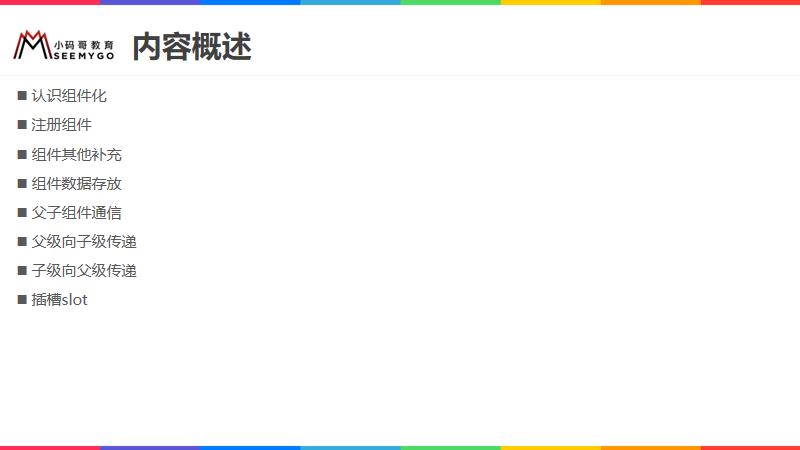 小码哥教育
SEEMYGO
内容概述
■ 认识组件化
■ 注册组件
■ 组件其他补充
■ 组件数据存放
■ 父子组件通信
■ 父级向子级传递
■ 子级向父级传递
■ 插槽slot